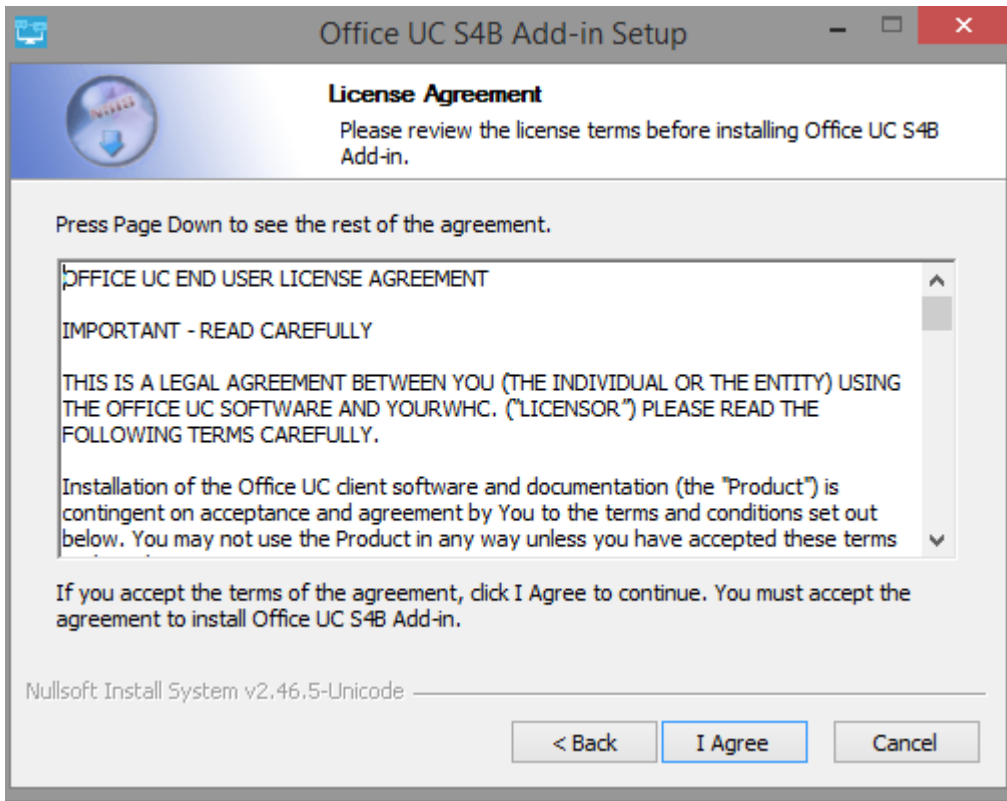 Office UC S4B Add-in Setup
License Agreement
Please review the license terms before installing Office UC S4B
Add-in.
Press Page Down to see the rest of the agreement.
OFFICE UC END USER LICENSE AGREEMENT
IMPORTANT - READ CAREFULLY
THIS IS A LEGAL AGREEMENT BETWEEN YOU (THE INDIVIDUAL OR THE ENTITY) USING
THE OFFICE UC SOFTWARE AND YOURWHC. ("LICENSOR") PLEASE READ THE
FOLLOWING TERMS CAREFULLY.
Installation of the Office UC client software and documentation (the "Product") is
contingent on acceptance and agreement by You to the terms and conditions set out
below. You may not use the Product in any way unless you have accepted these terms
If you accept the terms of the agreement, click I Agree to continue. You must accept the
agreement to install Office UC S4B Add-in.
Nullsoft Install System v2.46.5-Unicode
< Back
I Agree
Cancel